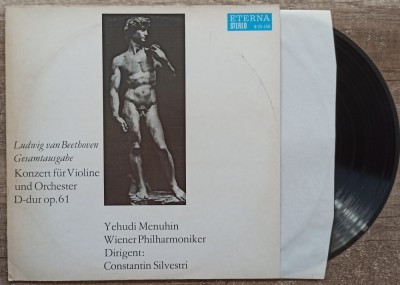 ETERNA
STEREO
Ludwig van Beethoven
Gesamtausgabe
Konzert für Violine
und Orchester
D-dur op. 61
Yehudi Menuhin
Wiener Philharmoniker
Dirigent:
Constantin Silvestri